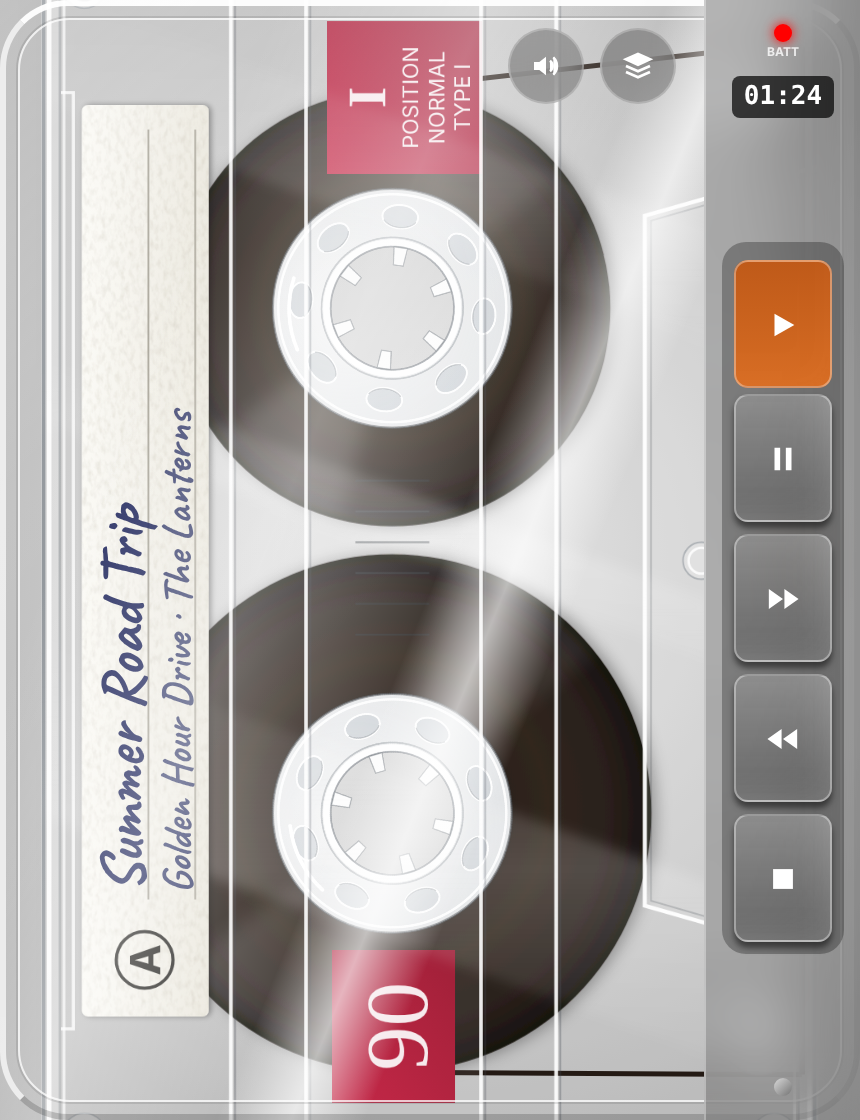 BATT
01:24
I
POSITION
NORMAL
TYPE I
Summer Road Trip
Golden Hour Drive · The Lanterns
A
90